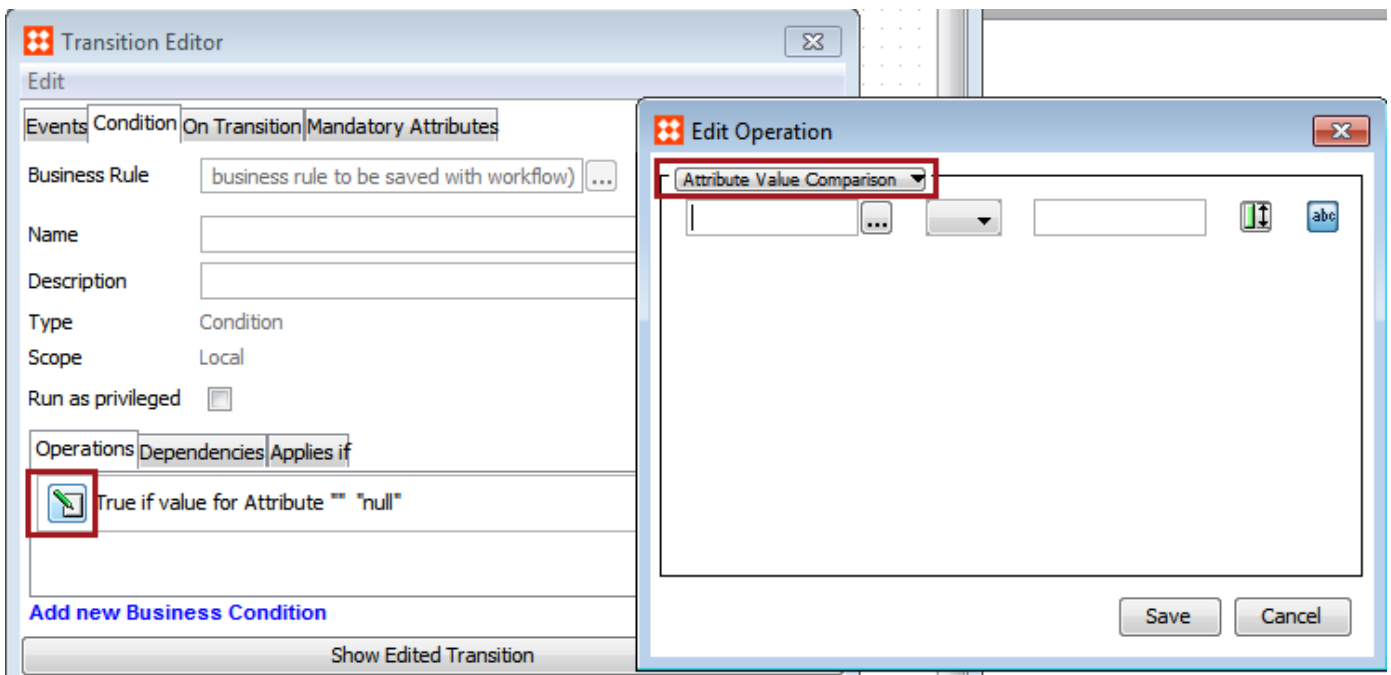 Transition Editor
Edit
Events Condition On Transition Mandatory Attributes
Business Rule business rule to be saved with workflow) ...
Name
Description
Type Condition
Scope Local
Run as privileged
Operations Dependencies Applies if
True if value for Attribute "" "null"
Add new Business Condition
Show Edited Transition
Edit Operation
Attribute Value Comparison
... abc
Save Cancel